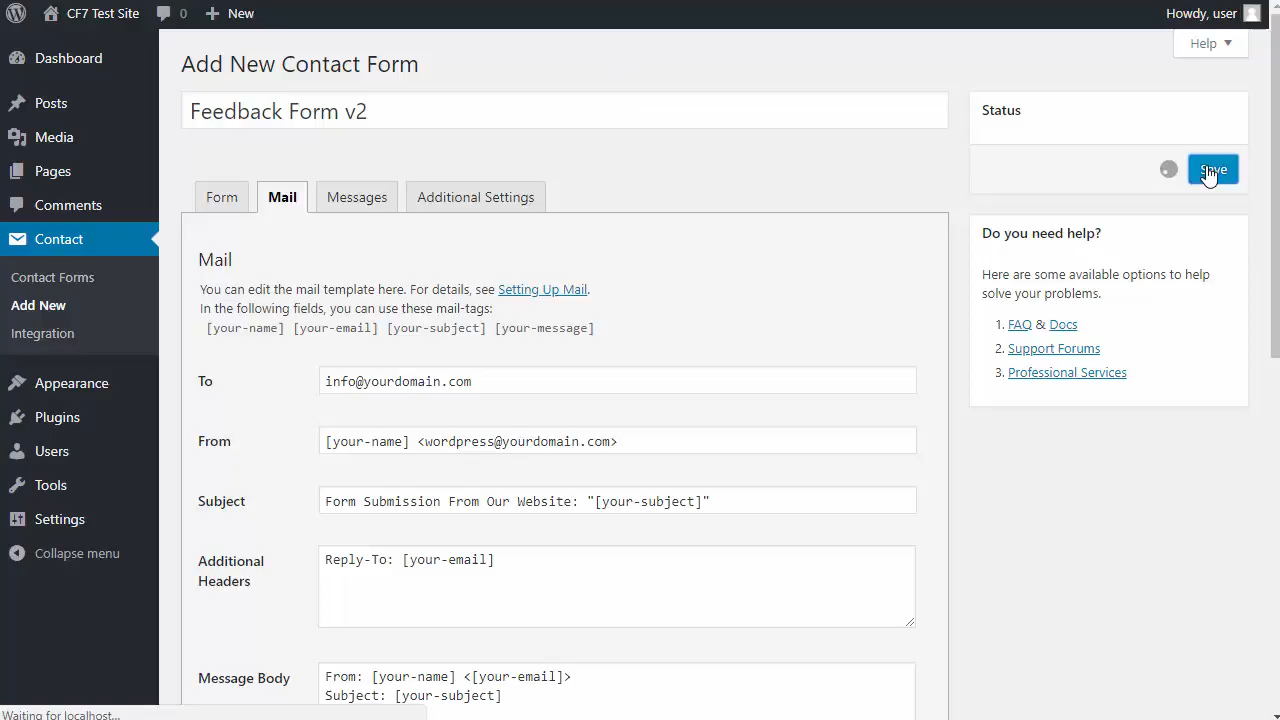 CF7 Test Site 0 New Howdy, user
Help
Dashboard
Posts
Media
Pages
Comments
Contact
Contact Forms
Add New
Integration
Appearance
Plugins
Users
Tools
Settings
Collapse menu
Add New Contact Form
Feedback Form v2
Form Mail Messages Additional Settings
Mail
You can edit the mail template here. For details, see Setting Up Mail.
In the following fields, you can use these mail-tags:
[your-name] [your-email] [your-subject] [your-message]
To info@yourdomain.com
From [your-name] <wordpress@yourdomain.com>
Subject Form Submission From Our Website: "[your-subject]"
Additional
Headers
Reply-To: [your-email]
Message Body
From: [your-name] <[your-email]>
Subject: [your-subject]
Status
Save
Do you need help?
Here are some available options to help
solve your problems.
1. FAQ & Docs
2. Support Forums
3. Professional Services
Waiting for localhost...